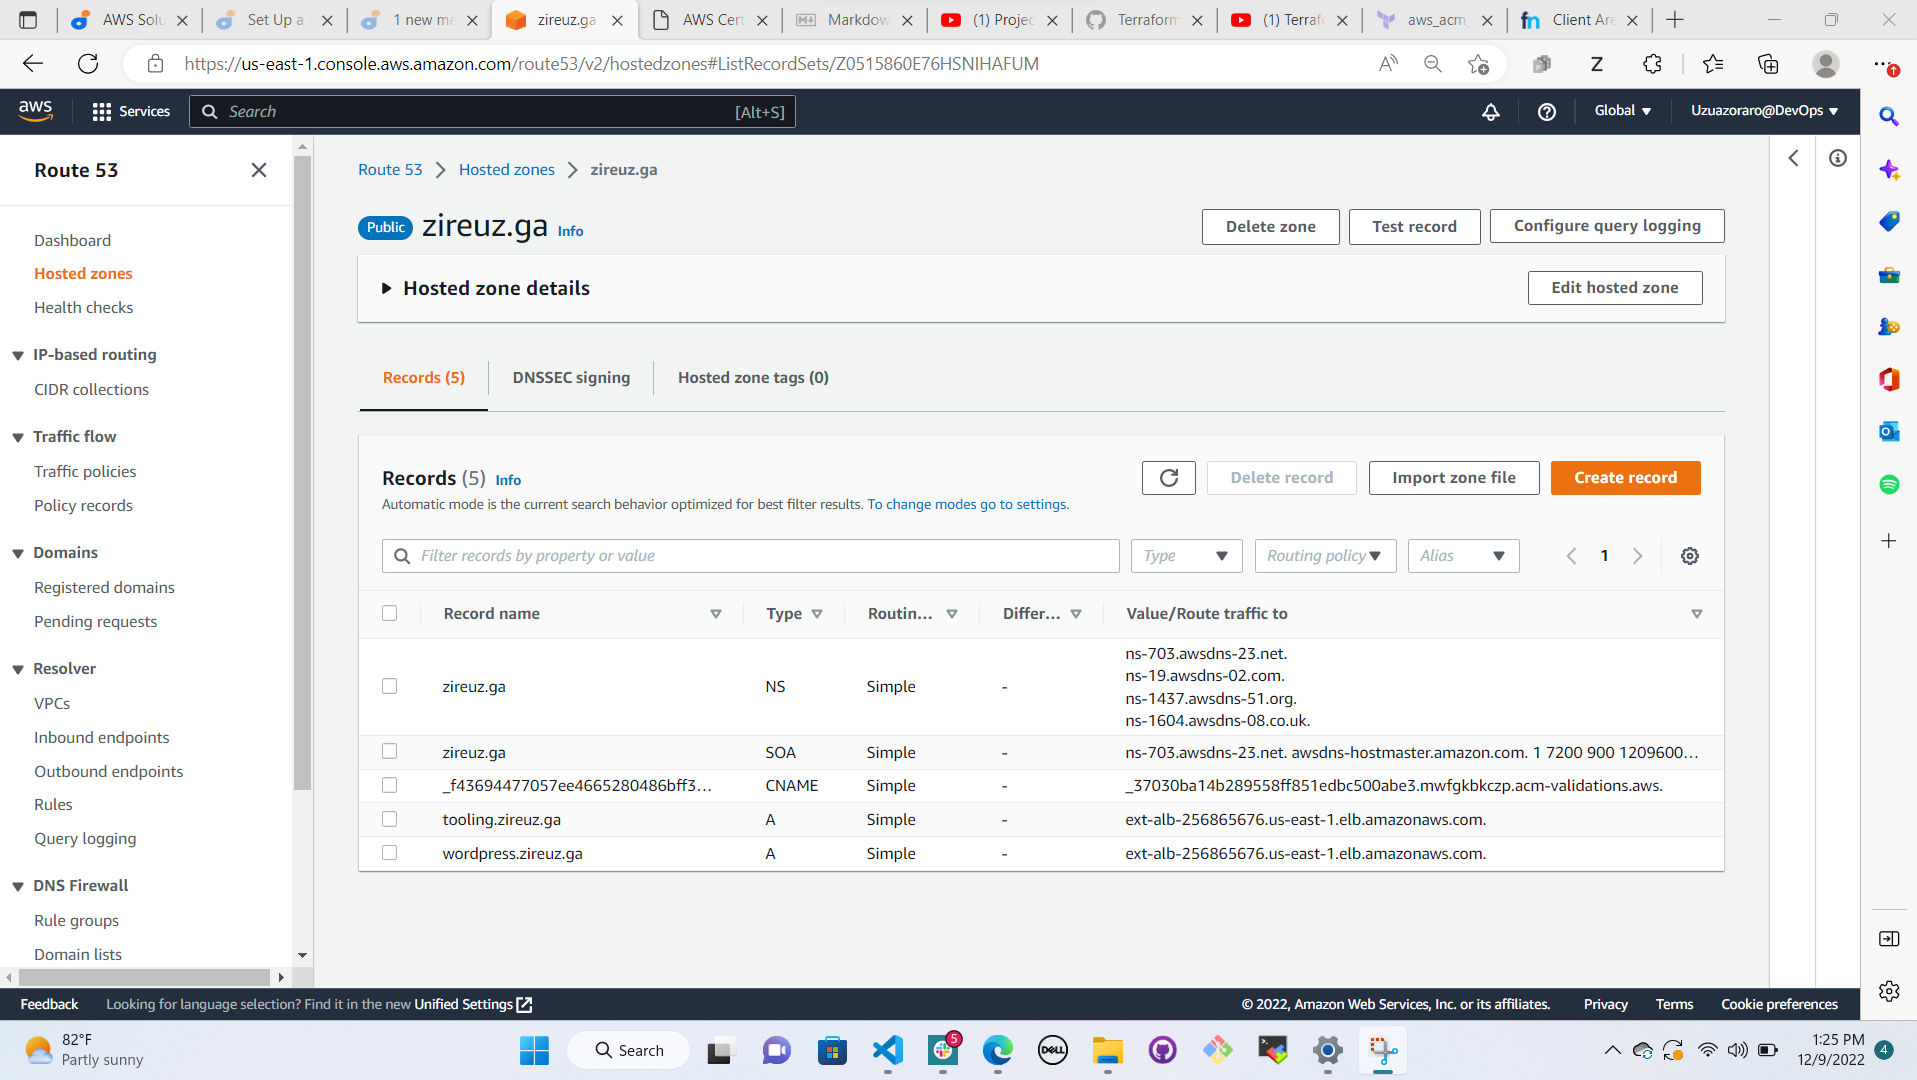 AWS Solu
Set Up a
1 new me
zireuz.ga
AWS Cert
Markdow
(1) Projec
Terraform
(1) Terraf
aws_acm_
Client Are
https://us-east-1.console.aws.amazon.com/route53/v2/hostedzones#ListRecordSets/Z0515860E76HSNIHAFUM
aws
Services
Search
[Alt+S]
Global
Uzuazoraro@DevOps
Route 53
Dashboard
Hosted zones
Health checks
IP-based routing
CIDR collections
Traffic flow
Traffic policies
Policy records
Domains
Registered domains
Pending requests
Resolver
VPCs
Inbound endpoints
Outbound endpoints
Rules
Query logging
DNS Firewall
Rule groups
Domain lists
Route 53 > Hosted zones > zireuz.ga
Public zireuz.ga Info
Delete zone
Test record
Configure query logging
Hosted zone details
Edit hosted zone
Records (5)
DNSSEC signing
Hosted zone tags (0)
Records (5) Info
Automatic mode is the current search behavior optimized for best filter results. To change modes go to settings.
Delete record
Import zone file
Create record
Filter records by property or value
Type
Routing policy
Alias
1
Record name Type Routin... Differ... Value/Route traffic to
zireuz.ga NS Simple -
ns-703.awsdns-23.net.
ns-19.awsdns-02.com.
ns-1437.awsdns-51.org.
ns-1604.awsdns-08.co.uk.
zireuz.ga SOA Simple - ns-703.awsdns-23.net. awsdns-hostmaster.amazon.com. 1 7200 900 1209600...
_f43694477057ee4665280486bff3... CNAME Simple - _37030ba14b289558ff851edbc500abe3.mwfgkbkczp.acm-validations.aws.
tooling.zireuz.ga A Simple - ext-alb-256865676.us-east-1.elb.amazonaws.com.
wordpress.zireuz.ga A Simple - ext-alb-256865676.us-east-1.elb.amazonaws.com.
Feedback
Looking for language selection? Find it in the new Unified Settings
© 2022, Amazon Web Services, Inc. or its affiliates.
Privacy
Terms
Cookie preferences
82°F
Partly sunny
Search
5
DELL
1:25 PM
12/9/2022
4